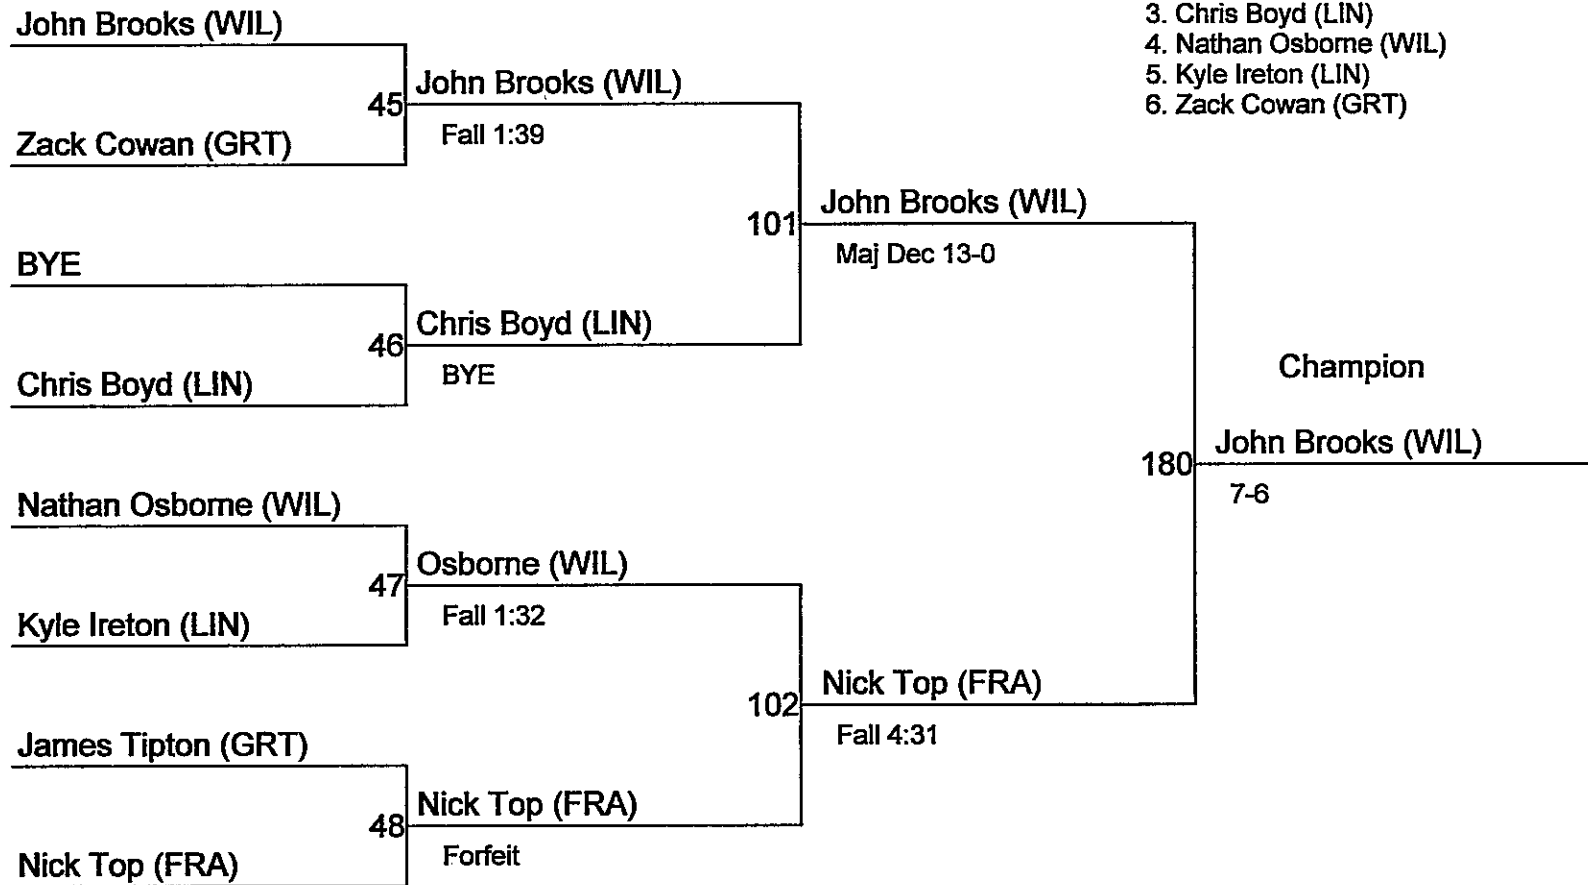 John Brooks (WIL)
45
Zack Cowan (GRT)
John Brooks (WIL)
Fall 1:39
BYE
46
Chris Boyd (LIN)
Chris Boyd (LIN)
BYE
101
John Brooks (WIL)
Maj Dec 13-0
Nathan Osborne (WIL)
47
Kyle Ireton (LIN)
Osborne (WIL)
Fall 1:32
James Tipton (GRT)
48
Nick Top (FRA)
Nick Top (FRA)
Forfeit
102
Nick Top (FRA)
Fall 4:31
180
Champion
John Brooks (WIL)
7-6
3. Chris Boyd (LIN)
4. Nathan Osborne (WIL)
5. Kyle Ireton (LIN)
6. Zack Cowan (GRT)